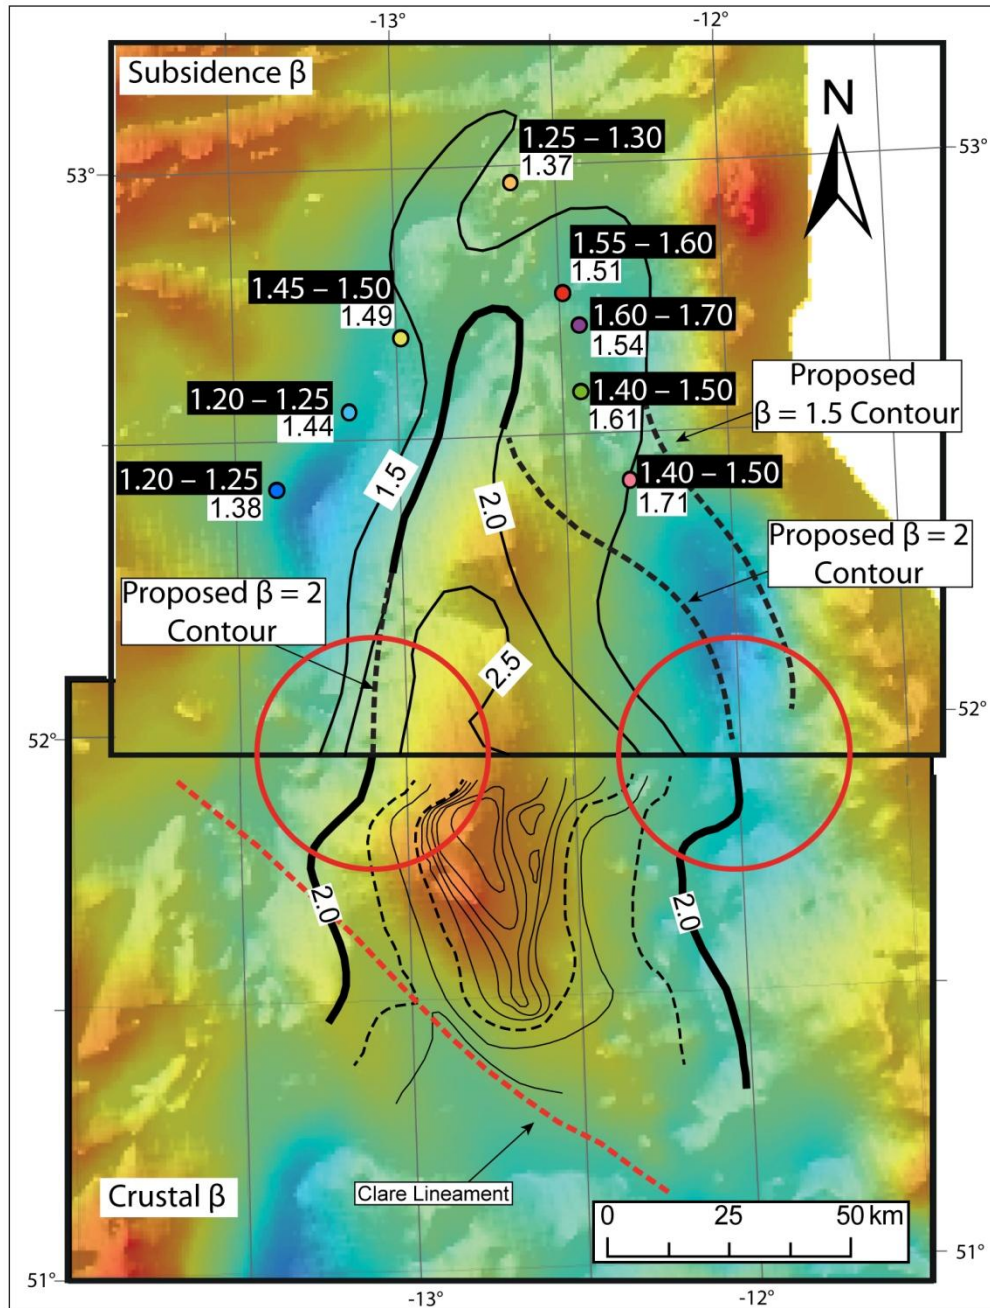 -13°
-12°
Subsidence β
N
53°
53°
1.25 – 1.30
1.37
1.55 – 1.60
1.51
1.45 – 1.50
1.49
1.60 – 1.70
1.54
Proposed
β = 1.5 Contour
1.20 – 1.25
1.44
1.40 – 1.50
1.61
1.20 – 1.25
1.38
1.5
2.0
1.40 – 1.50
1.71
Proposed β = 2
Contour
Proposed β = 2
Contour
2.5
52°
52°
2.0
2.0
Clare Lineament
Crustal β
0 25 50 km
51°
51°
-13°
-12°